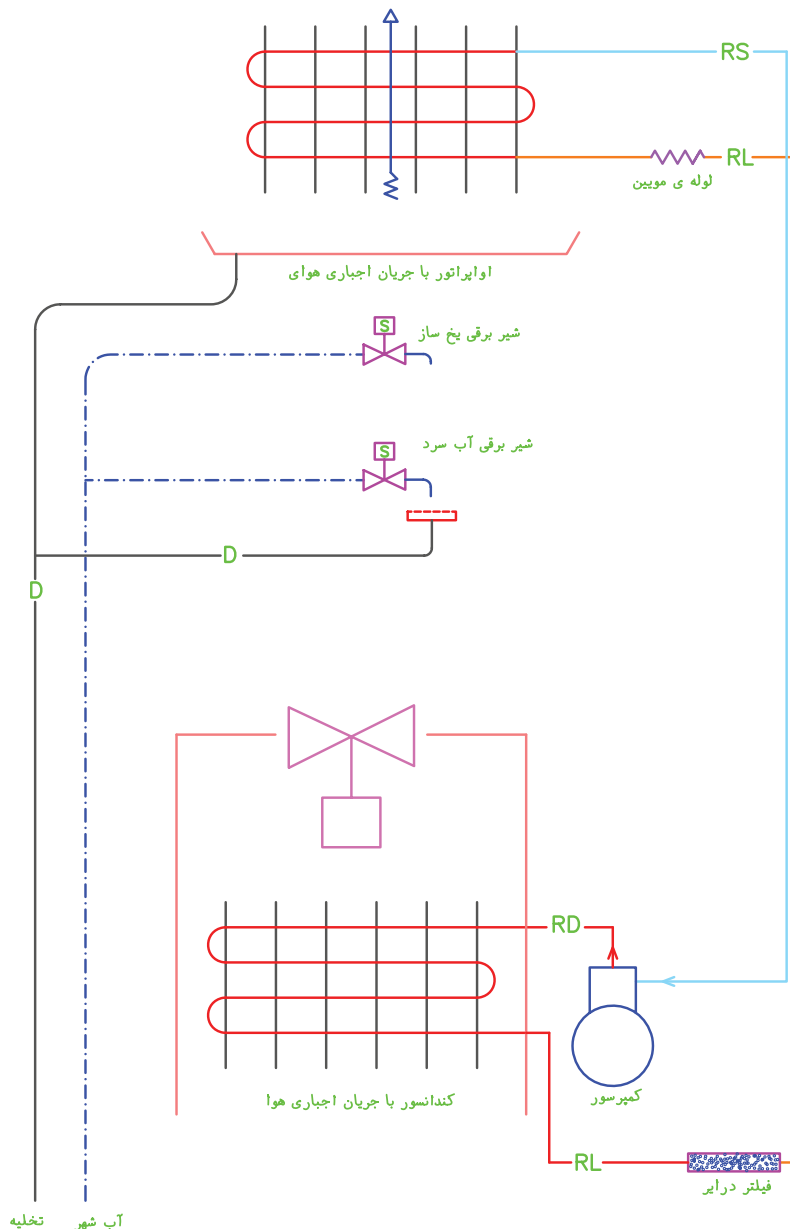 RS
RL
لوله ی مویین
اواپراتور با جریان اجباری هوای
S
شیر برقی یخ ساز
شیر برقی آب سرد
S
D
D
RD
کمپرسور
کندانسور با جریان اجباری هوا
RL
فیلتر درایر
تخلیه
آب شهر